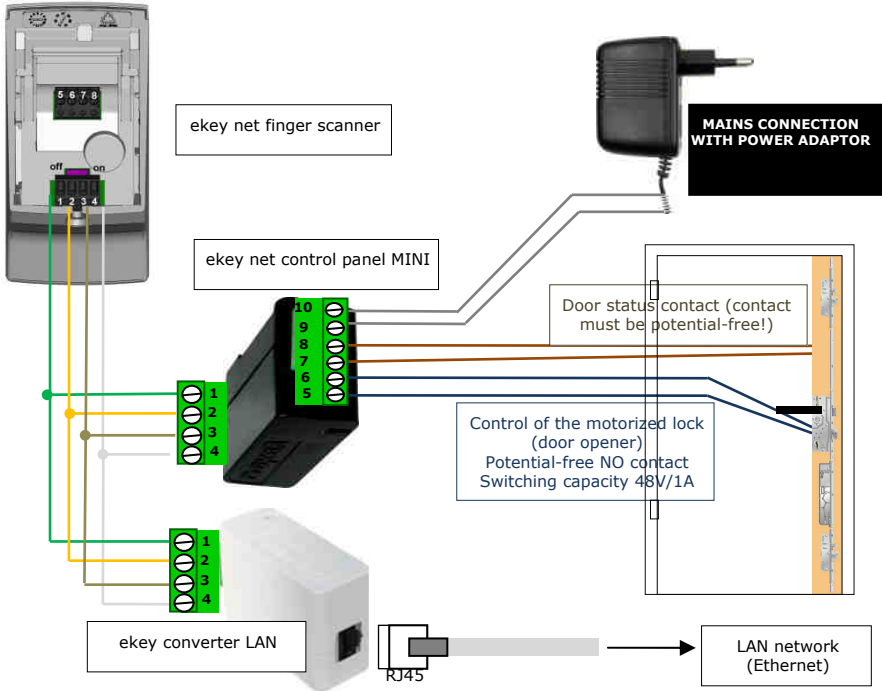 5 6 7 8
ekey net finger scanner
MAINS CONNECTION
WITH POWER ADAPTOR
off on
1 2 3 4
ekey net control panel MINI
10
9
8
7
6
5
Door status contact (contact
must be potential-free!)
1
2
3
4
Control of the motorized lock
(door opener)
Potential-free NO contact
Switching capacity 48V/1A
1
2
3
4
ekey converter LAN
RJ45
LAN network
(Ethernet)